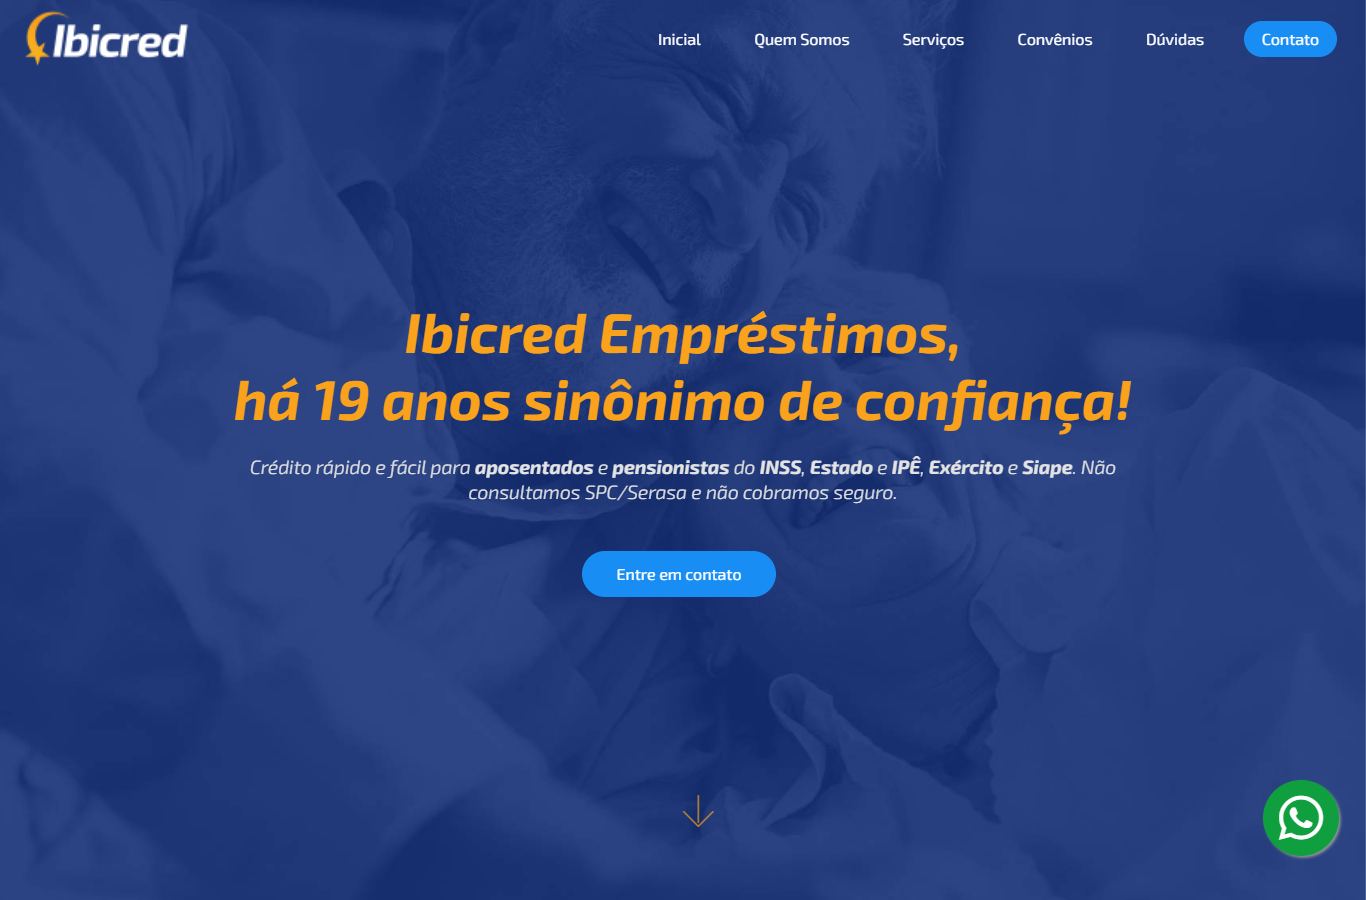 Ibicred
Inicial
Quem Somos
Serviços
Convênios
Dúvidas
Contato
Ibicred Empréstimos,
há 19 anos sinônimo de confiança!
Crédito rápido e fácil para aposentados e pensionistas do INSS, Estado e IPÊ, Exército e Siape. Não
consultamos SPC/Serasa e não cobramos seguro.
Entre em contato